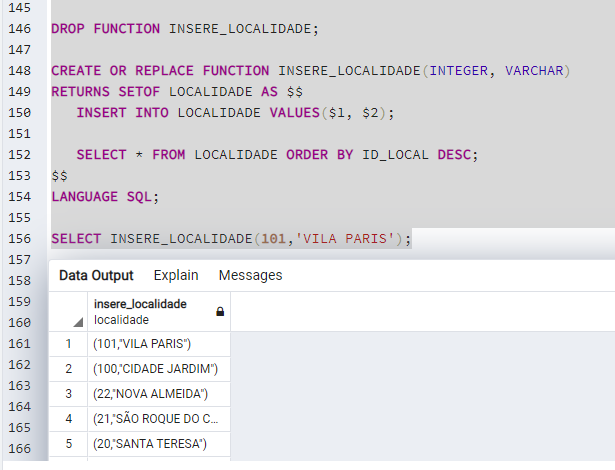 145
146 DROP FUNCTION INSERE_LOCALIDADE;
147
148 CREATE OR REPLACE FUNCTION INSERE_LOCALIDADE(INTEGER, VARCHAR)
149 RETURNS SETOF LOCALIDADE AS $$
150 INSERT INTO LOCALIDADE VALUES($1, $2);
151
152 SELECT * FROM LOCALIDADE ORDER BY ID_LOCAL DESC;
153 $$
154 LANGUAGE SQL;
155
156 SELECT INSERE_LOCALIDADE(101,'VILA PARIS');
157
158 Data Output Explain Messages
159 insere_localidade
160 localidade
161 1 (101,"VILA PARIS")
162 2 (100,"CIDADE JARDIM")
163 3 (22,"NOVA ALMEIDA")
164 4 (21,"SÃO ROQUE DO C...
165
166 5 (20,"SANTA TERESA")